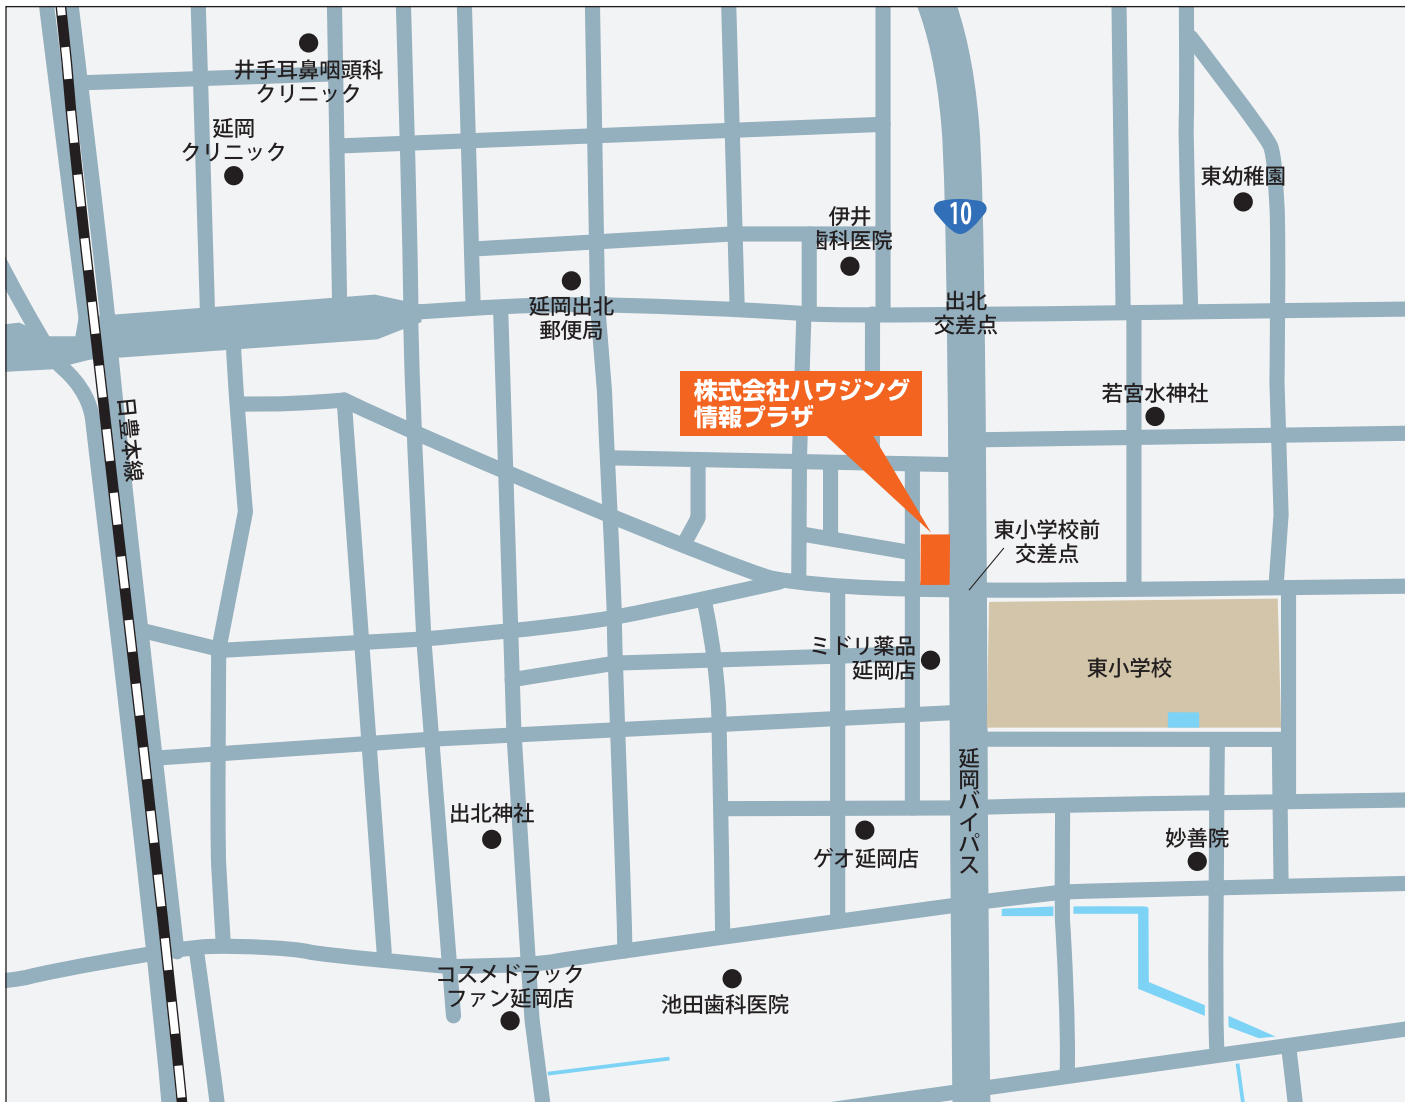 井手耳鼻咽頭科
クリニック
延岡
クリニック
東幼稚園
10
伊井
歯科医院
延岡出北
郵便局
出北
交差点
株式会社ハウジング
情報プラザ
若宮水神社
日豊本線
東小学校前
交差点
ミドリ薬品
延岡店
東小学校
延岡バイパス
出北神社
ゲオ延岡店
妙善院
コスメドラック
ファン延岡店
池田歯科医院